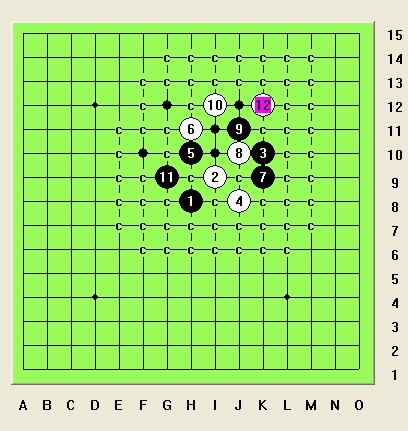 15
c c c c c c c 14
c c c c c c c c 13
c c 10 12 c c 12
c c c 6 9 c c c 11
c c 5 8 3 c c 10
c c 11 c 2 c 7 c c 9
c c c 1 c 4 c c c 8
c c c c c c c c c 7
c c c c c c c 6
5
4
3
2
1
A B C D E F G H I J K L M N O